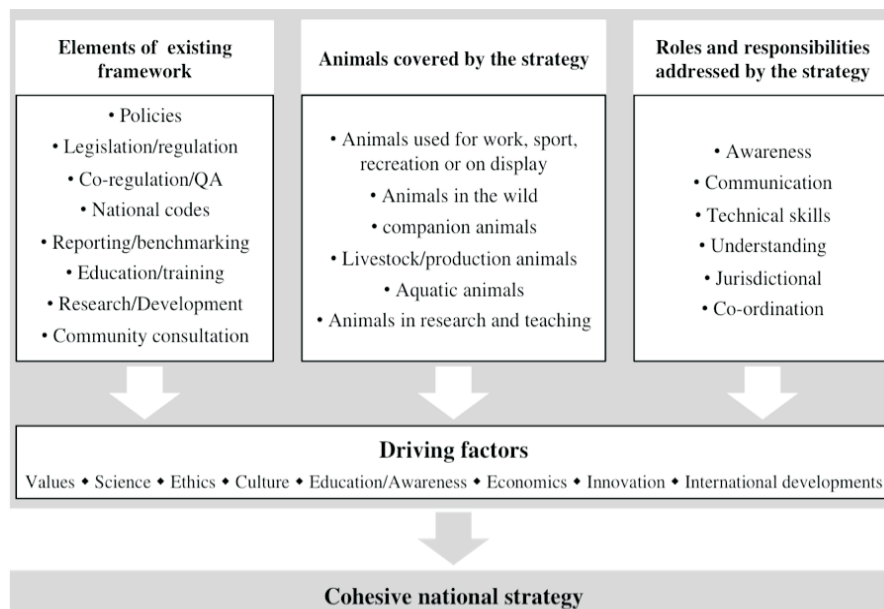 Elements of existing
framework
• Policies
• Legislation/regulation
• Co-regulation/QA
• National codes
• Reporting/benchmarking
• Education/training
• Research/Development
• Community consultation
Animals covered by the strategy
• Animals used for work, sport,
recreation or on display
• Animals in the wild
• companion animals
• Livestock/production animals
• Aquatic animals
• Animals in research and teaching
Roles and responsibilities
addressed by the strategy
• Awareness
• Communication
• Technical skills
• Understanding
• Jurisdictional
• Co-ordination
Driving factors
Values ◆ Science ◆ Ethics ◆ Culture ◆ Education/Awareness ◆ Economics ◆ Innovation ◆ International developments
Cohesive national strategy